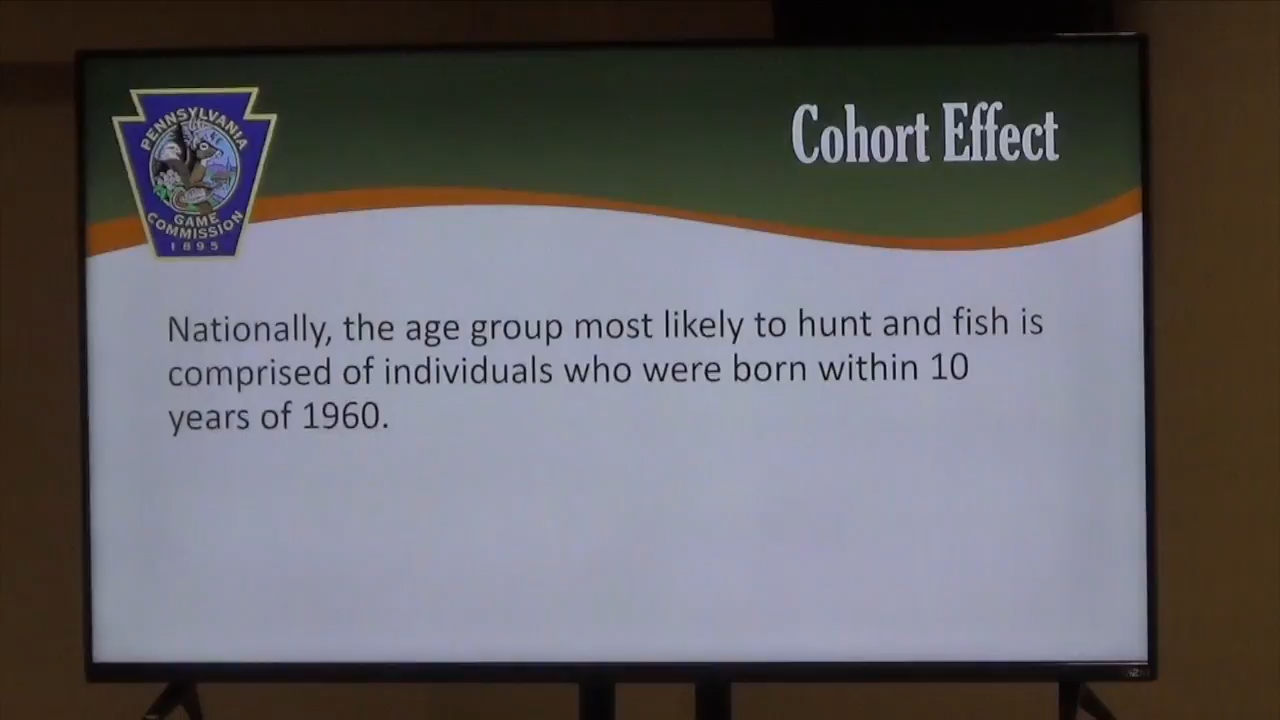 Cohort Effect
PENNSYLVANIA
GAME
COMMISSION
1895
Nationally, the age group most likely to hunt and fish is
comprised of individuals who were born within 10
years of 1960.